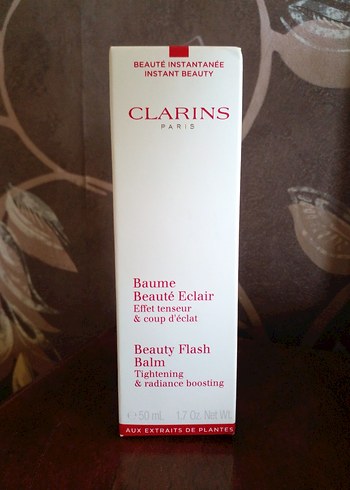 BEAUTÉ INSTANTANÉE
INSTANT BEAUTY
CLARINS
PARIS
Baume
Beauté Eclair
Effet tenseur
& coup d'éclat
Beauty Flash
Balm
Tightening
& radiance boosting
50 mL 1.7 Oz. Net Wt.
AUX EXTRAITS DE PLANTES